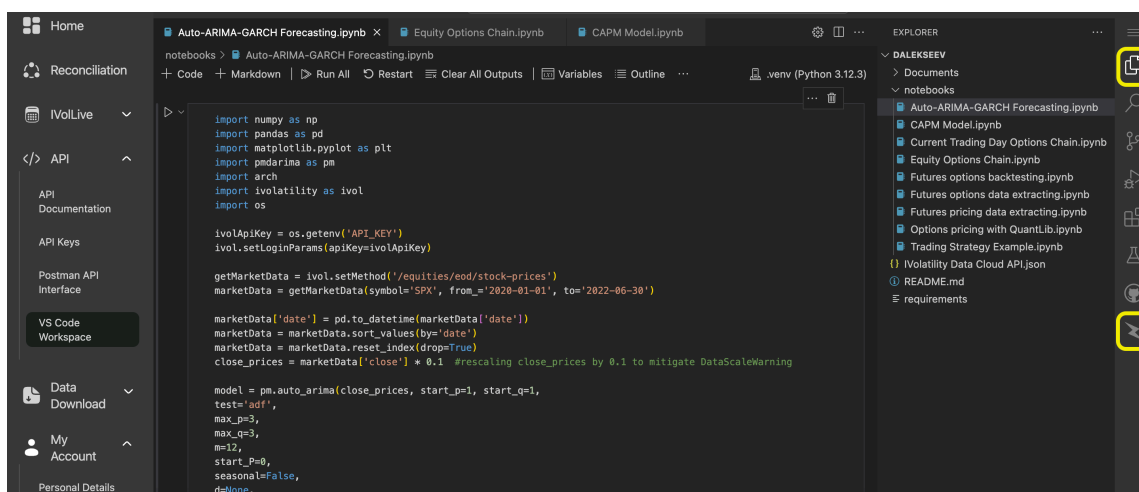 Home
Reconciliation
IVolLive
API
API
Documentation
API Keys
Postman API
Interface
VS Code
Workspace
Data
Download
My
Account
Personal Details
Auto-ARIMA-GARCH Forecasting.ipynb
Equity Options Chain.ipynb
CAPM Model.ipynb
notebooks > Auto-ARIMA-GARCH Forecasting.ipynb
+ Code + Markdown | Run All Restart Clear All Outputs | Variables Outline ... .venv (Python 3.12.3)
import numpy as np
import pandas as pd
import matplotlib.pyplot as plt
import pmdarima as pm
import arch
import ivolatility as ivol
import os
ivolApiKey = os.getenv('API_KEY')
ivol.setLoginParams(apiKey=ivolApiKey)
getMarketData = ivol.setMethod('/equities/eod/stock-prices')
marketData = getMarketData(symbol='SPX', from_='2020-01-01', to='2022-06-30')
marketData['date'] = pd.to_datetime(marketData['date'])
marketData = marketData.sort_values(by='date')
marketData = marketData.reset_index(drop=True)
close_prices = marketData['close'] * 0.1 #rescaling close_prices by 0.1 to mitigate DataScaleWarning
model = pm.auto_arima(close_prices, start_p=1, start_q=1,
test='adf',
max_p=3,
max_q=3,
m=12,
start_P=0,
seasonal=False,
d=None,
EXPLORER
DALEKSEEV
Documents
notebooks
Auto-ARIMA-GARCH Forecasting.ipynb
CAPM Model.ipynb
Current Trading Day Options Chain.ipynb
Equity Options Chain.ipynb
Futures options backtesting.ipynb
Futures options data extracting.ipynb
Futures pricing data extracting.ipynb
Options pricing with QuantLib.ipynb
Trading Strategy Example.ipynb
{} IVolatility Data Cloud API.json
README.md
requirements